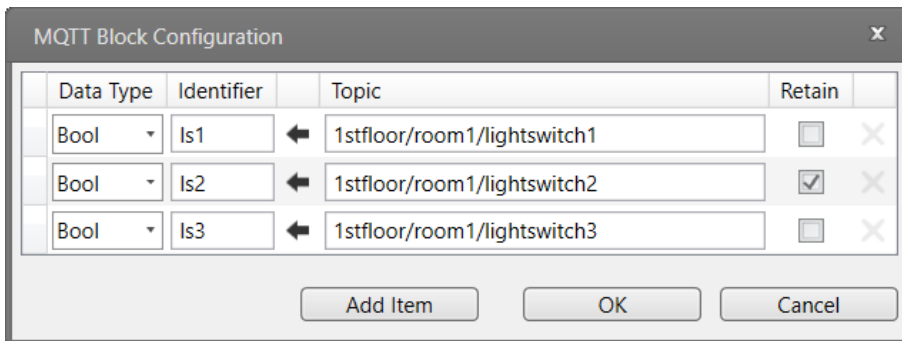 MQTT Block Configuration x
Data Type Identifier Topic Retain
Bool ls1 1stfloor/room1/lightswitch1
Bool ls2 1stfloor/room1/lightswitch2
Bool ls3 1stfloor/room1/lightswitch3
Add Item OK Cancel